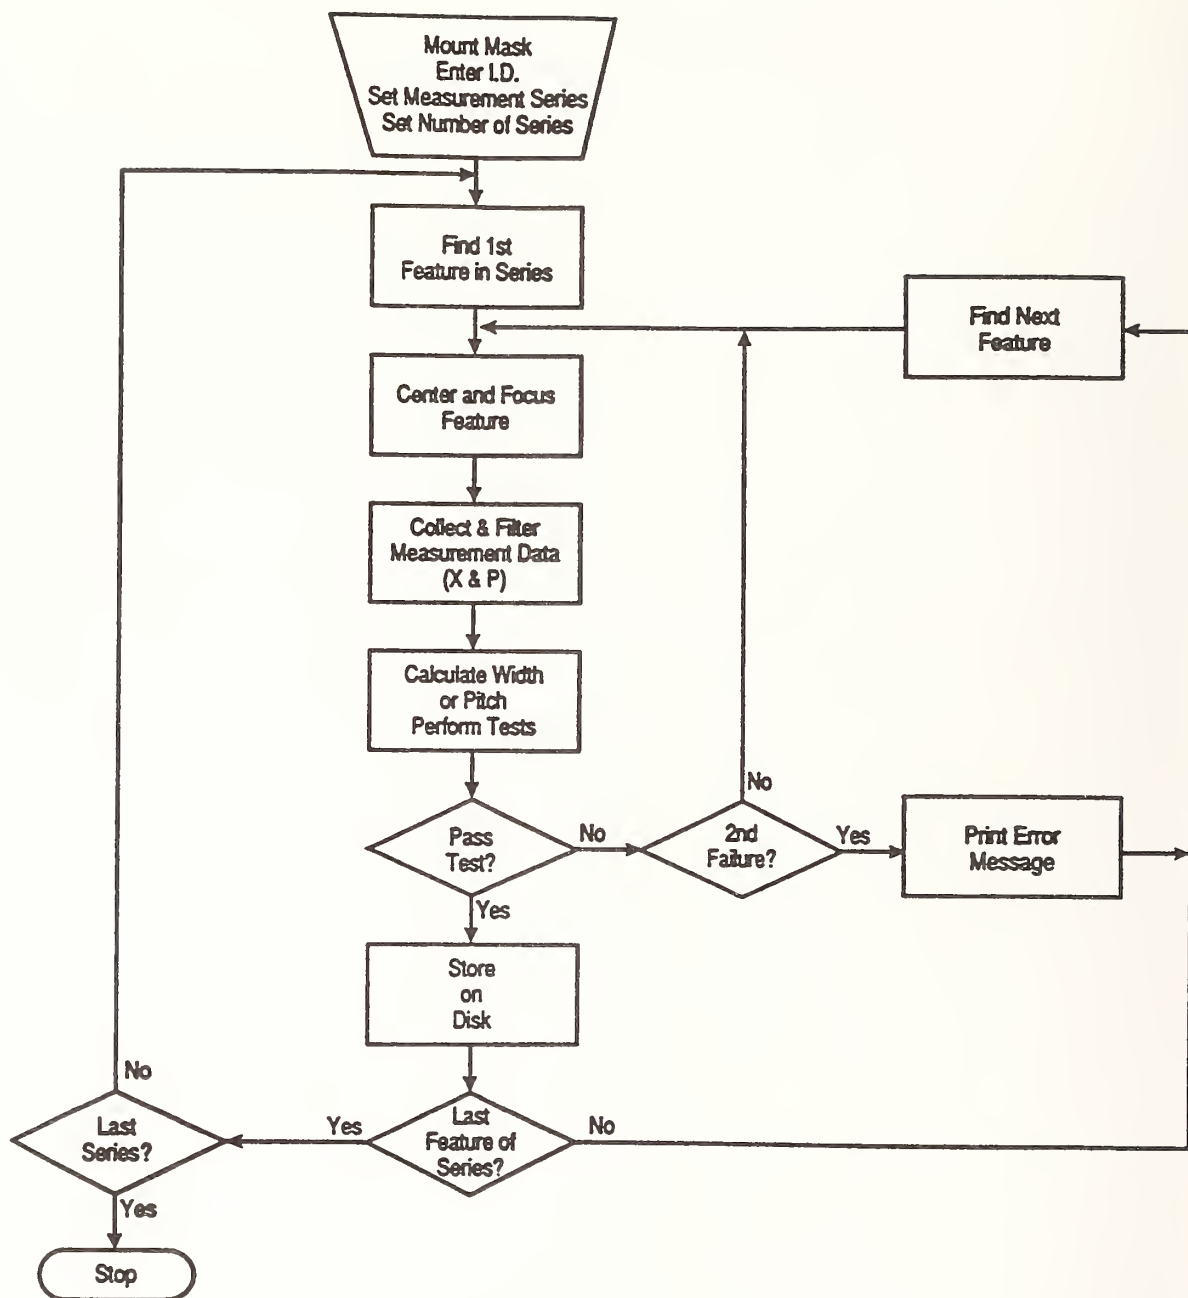 Mount Mask
Enter I.D.
Set Measurement Series
Set Number of Series
Find 1st
Feature in Series
Find Next
Feature
Center and Focus
Feature
Collect & Filter
Measurement Data
(X & P)
Calculate Width
or Pitch
Perform Tests
No
Pass
Test?
No
2nd
Failure?
Yes
Print Error
Message
Yes
Store
on
Disk
No
Last
Series?
Yes
Last
Feature of
Series?
No
Yes
Stop